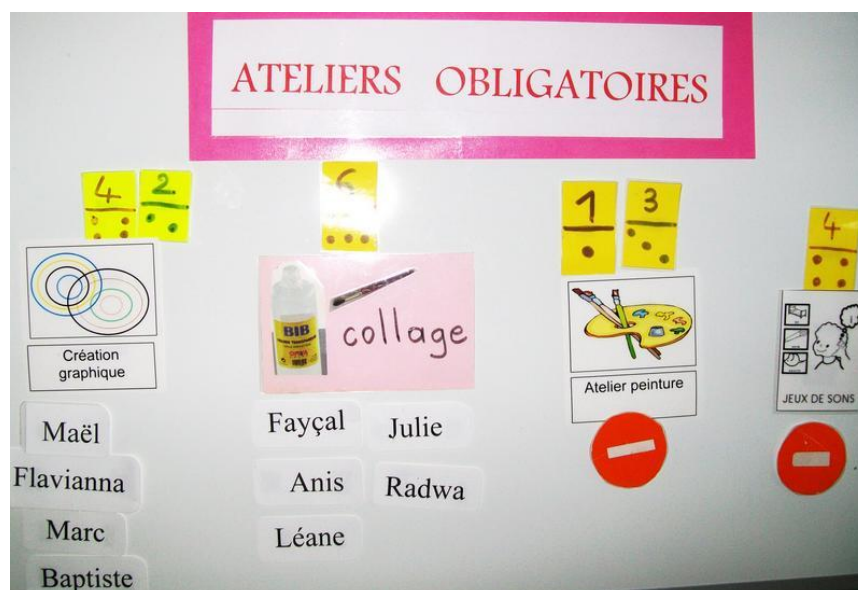 ATELIERS OBLIGATOIRES
4 2
6
1 3
4
Création
graphique
BIB
collage
Atelier peinture
JEUX DE SONS
Maël
Flavianna
Marc
Baptiste
Fayçal Julie
Anis Radwa
Léane